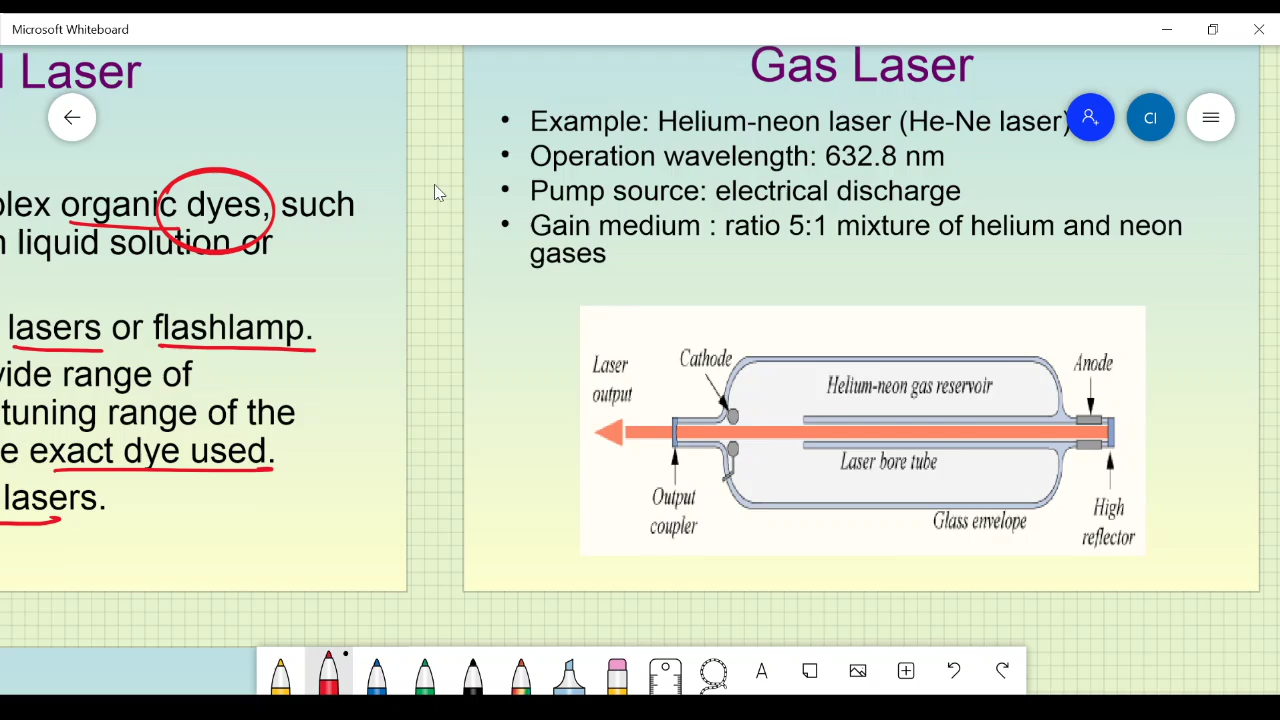 Microsoft Whiteboard
Laser
organic dyes, such
liquid solution or
lasers or flashlamp.
range of
tuning range of the
exact dye used.
lasers.
Gas Laser
• Example: Helium-neon laser (He-Ne laser)
• Operation wavelength: 632.8 nm
• Pump source: electrical discharge
• Gain medium : ratio 5:1 mixture of helium and neon
gases
CI
Laser
output
Cathode
Helium-neon gas reservoir
Anode
Laser bore tube
Output
coupler
Glass envelope
High
reflector
A